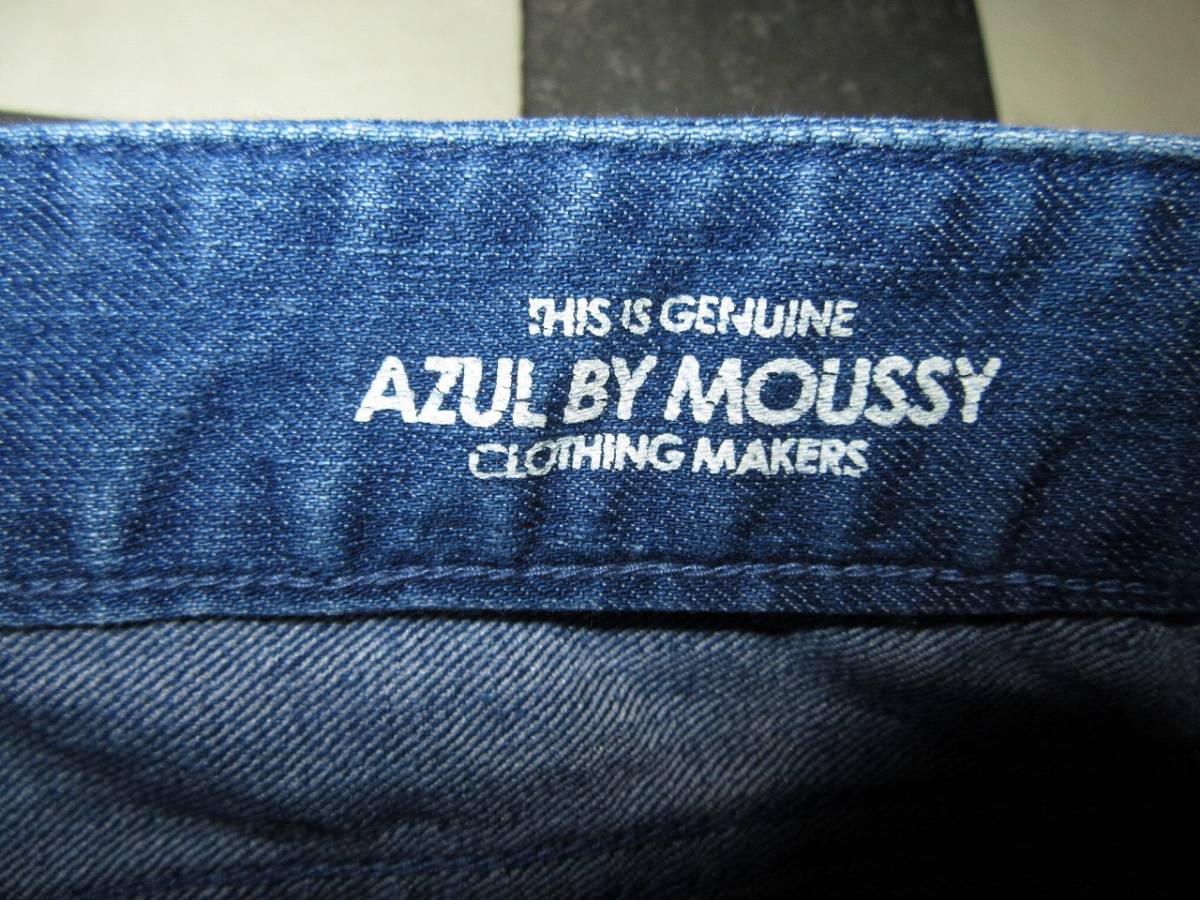 THIS IS GENUINE
AZUL BY MOUSSY
CLOTHING MAKERS